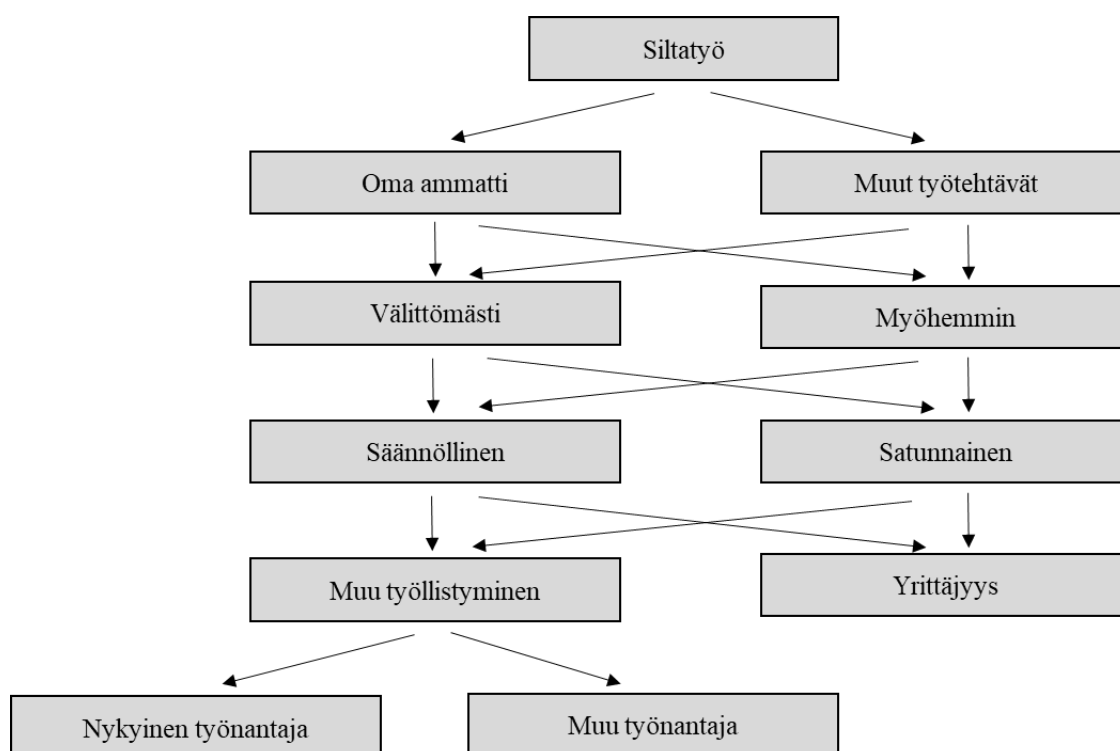 Siltatyö
Oma ammatti
Muut työtehtävät
Välittömästi
Myöhemmin
Säännöllinen
Satunnainen
Muu työllistyminen
Yrittäjyys
Nykyinen työnantaja
Muu työnantaja